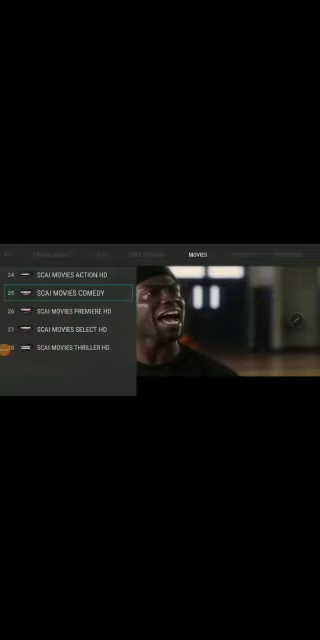 MOVIES
24 SCAI MOVIES ACTION HD
25 SCAI MOVIES COMEDY
26 SCAI MOVIES PREMIERE HD
27 SCAI MOVIES SELECT HD
28 SCAI MOVIES THRILLER HD